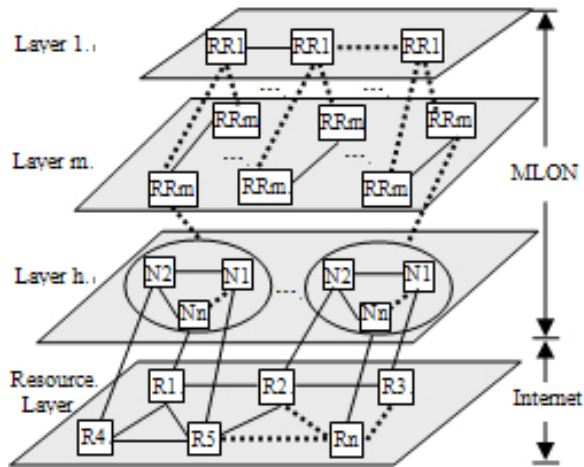 Layer 1.
RR1 RR1 RR1
... ...
RRm RRm RRm
Layer m.
... ...
RRm RRm RRm
MLON
N2 N1 N2 N1
Layer h.
...
Nn Nn
Resource.
Layer
R1 R2 R3
Internet
R4 R5 Rn